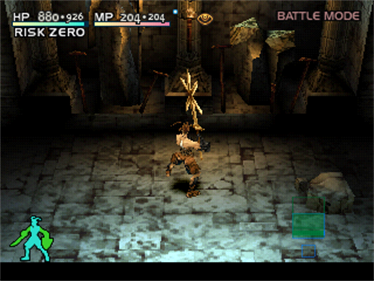 HP 880·926 MP 204·204 BATTLE MODE
RISK ZERO